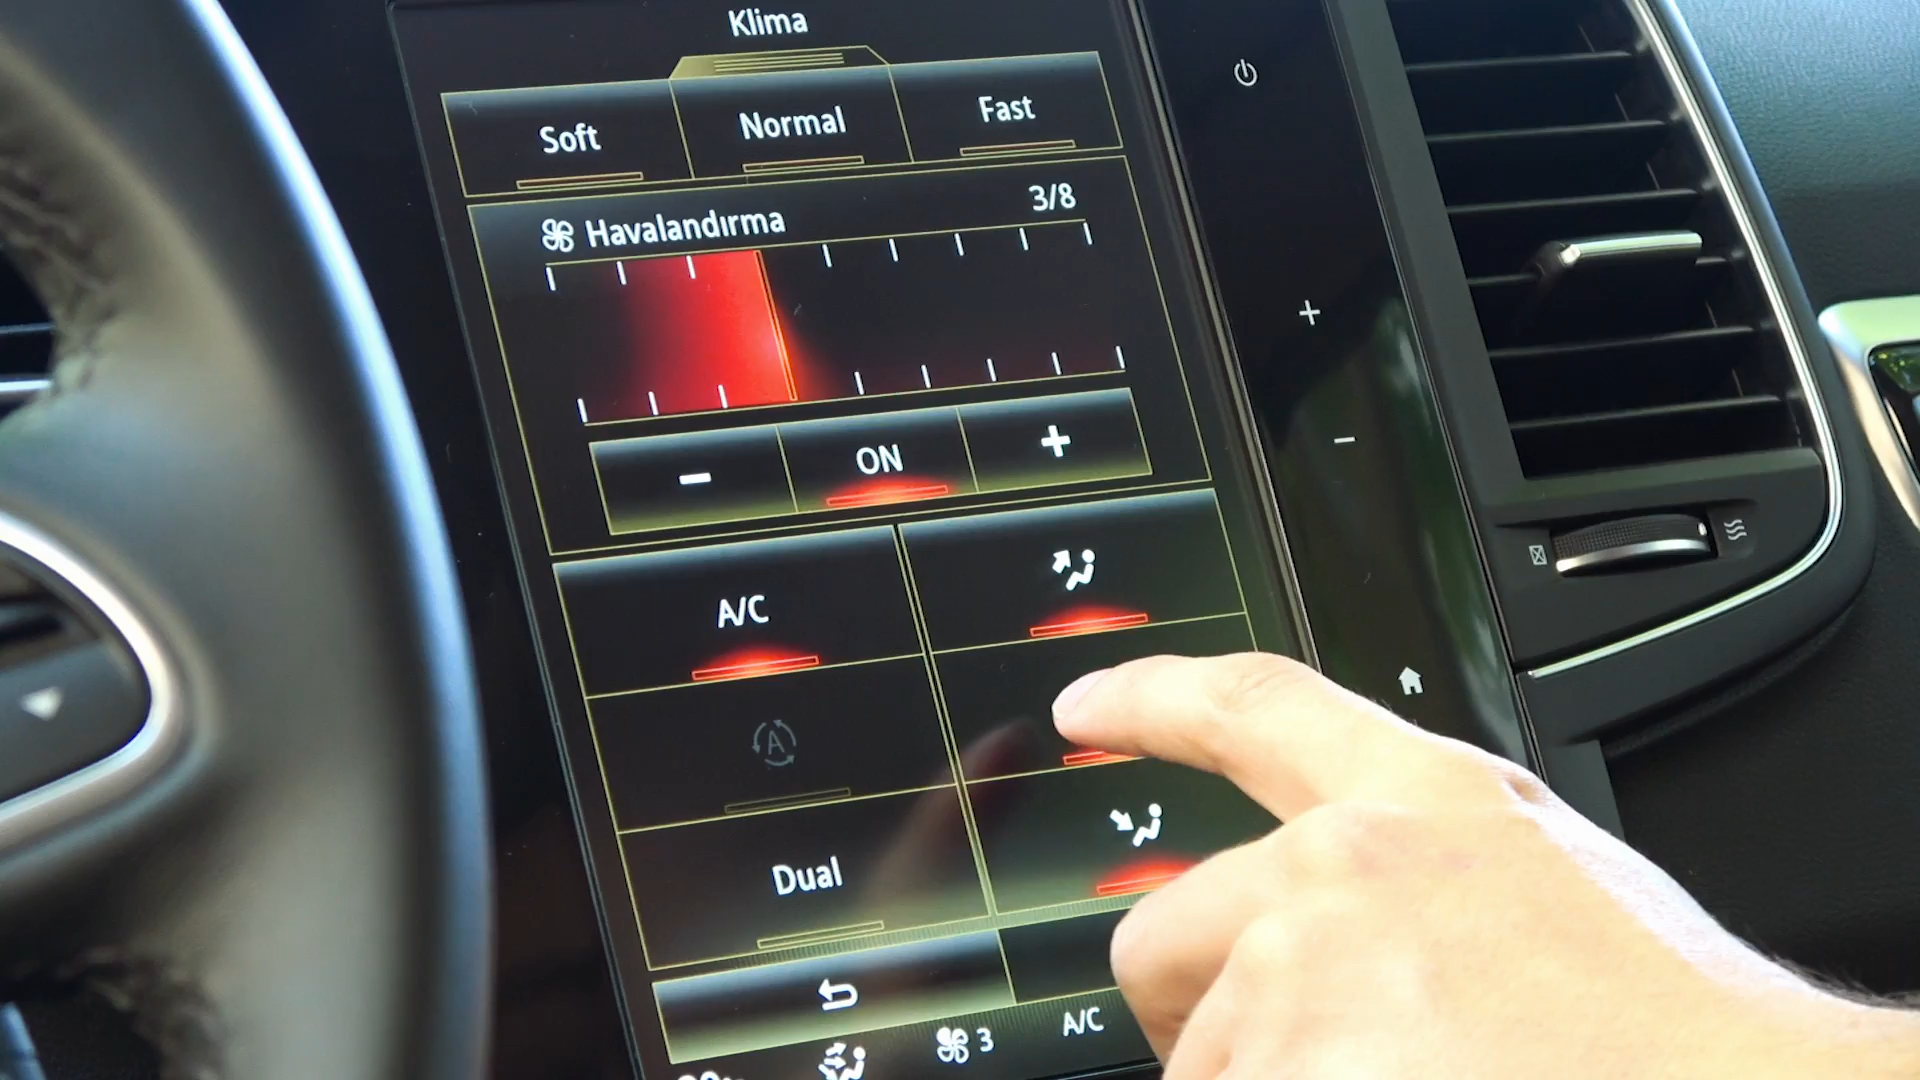 Klima
Soft Normal Fast
Havalandırma 3/8
- ON +
A/C
A
Dual
3 A/C